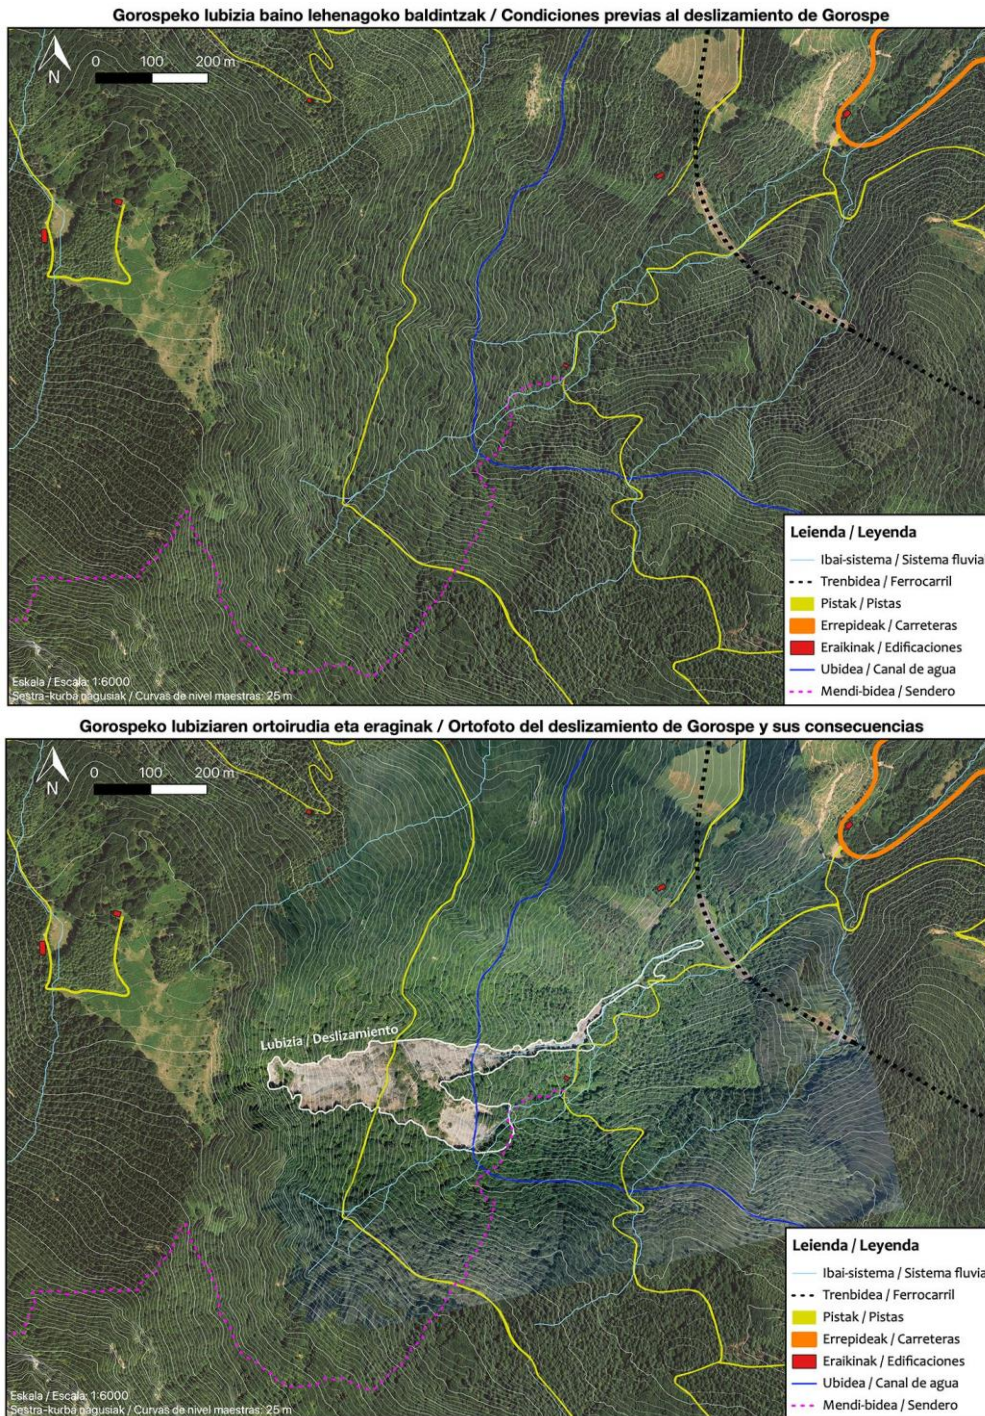 Gorospeko lubizia baino lehenagoko baldintzak / Condiciones previas al deslizamiento de Gorospe
0 100 200 m
N
Leienda / Leyenda
Ibai-sistema / Sistema fluvial
Trenbidea / Ferrocarril
Pistak / Pistas
Errepideak / Carreteras
Eraikinak / Edificaciones
Ubidea / Canal de agua
Mendi-bidea / Sendero
Eskala / Escala: 1:6000
Sestra-kurba nagusiak / Curvas de nivel maestras: 25 m
Gorospeko lubiziaren ortoirudia eta eraginak / Ortofoto del deslizamiento de Gorospe y sus consecuencias
0 100 200 m
N
Lubizia / Deslizamiento
Leienda / Leyenda
Ibai-sistema / Sistema fluvial
Trenbidea / Ferrocarril
Pistak / Pistas
Errepideak / Carreteras
Eraikinak / Edificaciones
Ubidea / Canal de agua
Mendi-bidea / Sendero
Eskala / Escala: 1:6000
Sestra-kurba nagusiak / Curvas de nivel maestras: 25 m